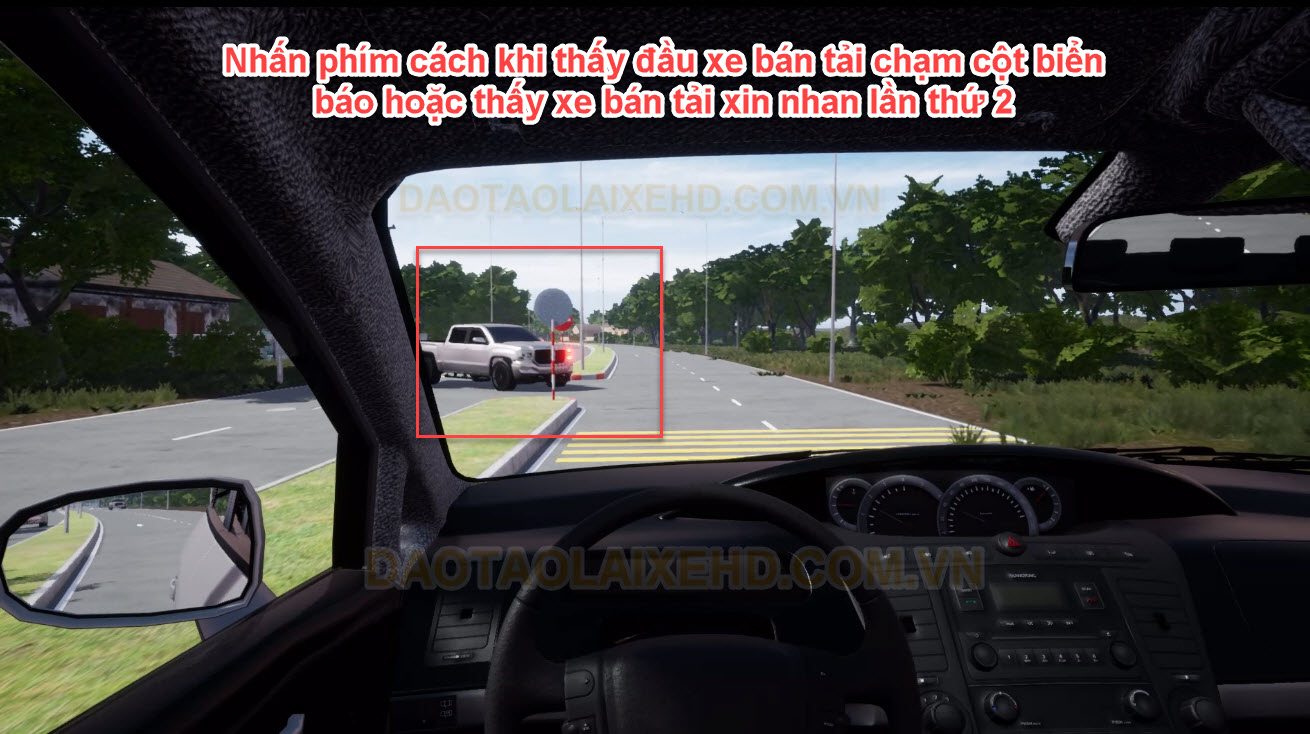 Nhấn phím cách khi thấy đầu xe bán tải chạm cột biển
báo hoặc thấy xe bán tải xin nhan lần thứ 2
DAOTAOLAIXEHD.COM.VN
DAOTAOLAIXEHD.COM.VN